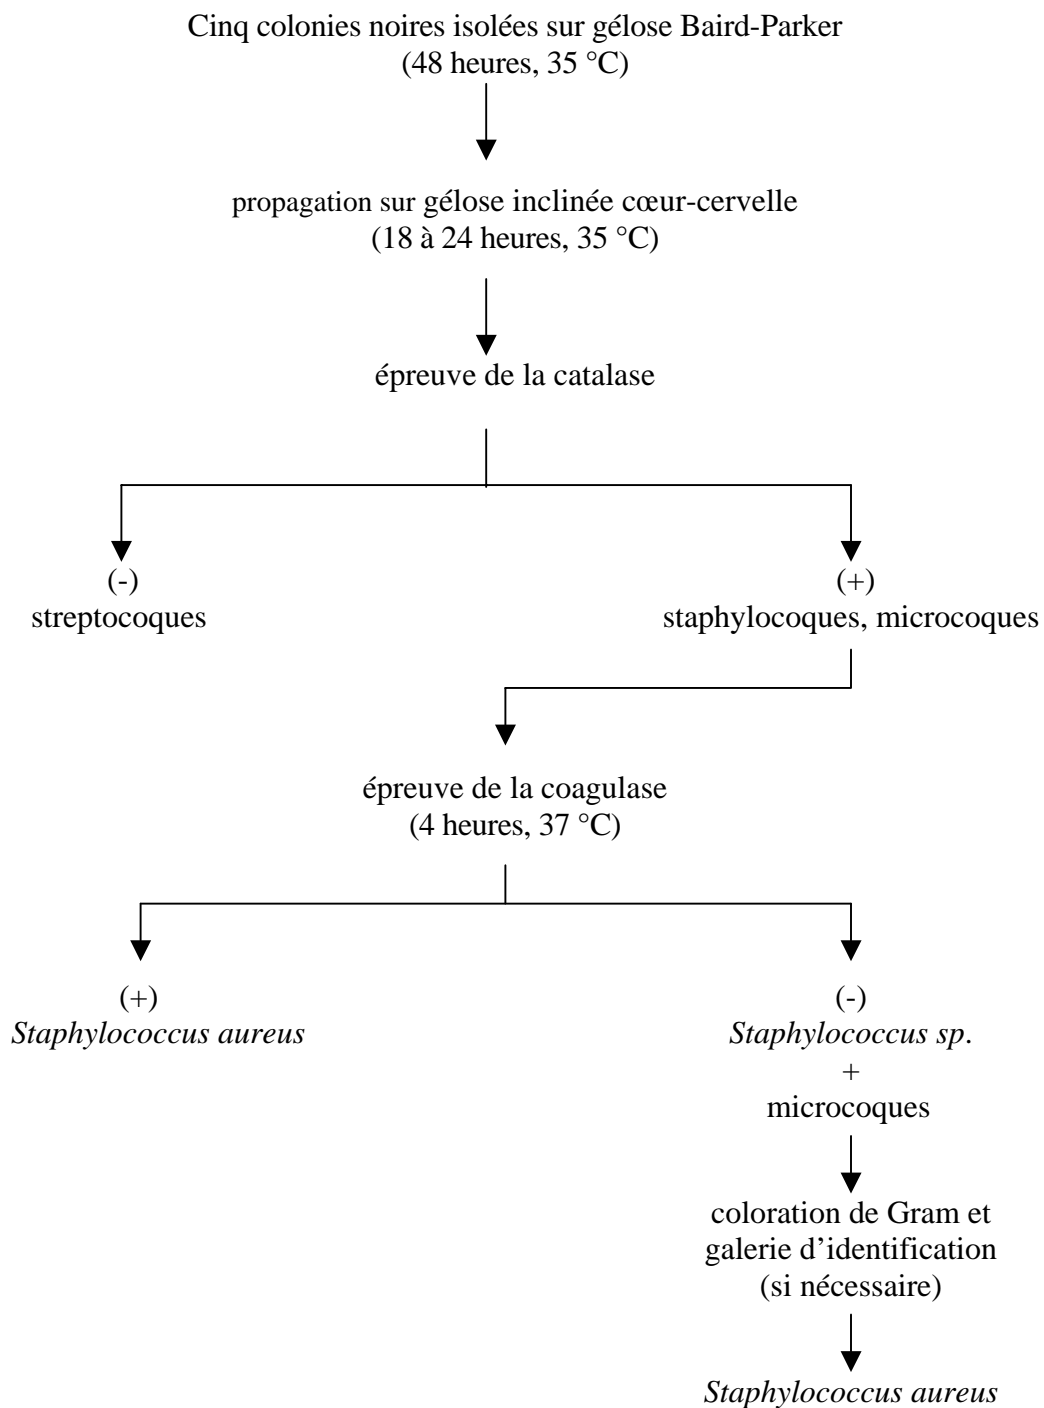 Cinq colonies noires isolées sur gélose Baird-Parker
(48 heures, 35 °C)
propagation sur gélose inclinée cœur-cervelle
(18 à 24 heures, 35 °C)
épreuve de la catalase
(-)
streptocoques
(+)
staphylocoques, microcoques
épreuve de la coagulase
(4 heures, 37 °C)
(+)
Staphylococcus aureus
(-)
Staphylococcus sp.
+
microcoques
coloration de Gram et
galerie d’identification
(si nécessaire)
Staphylococcus aureus